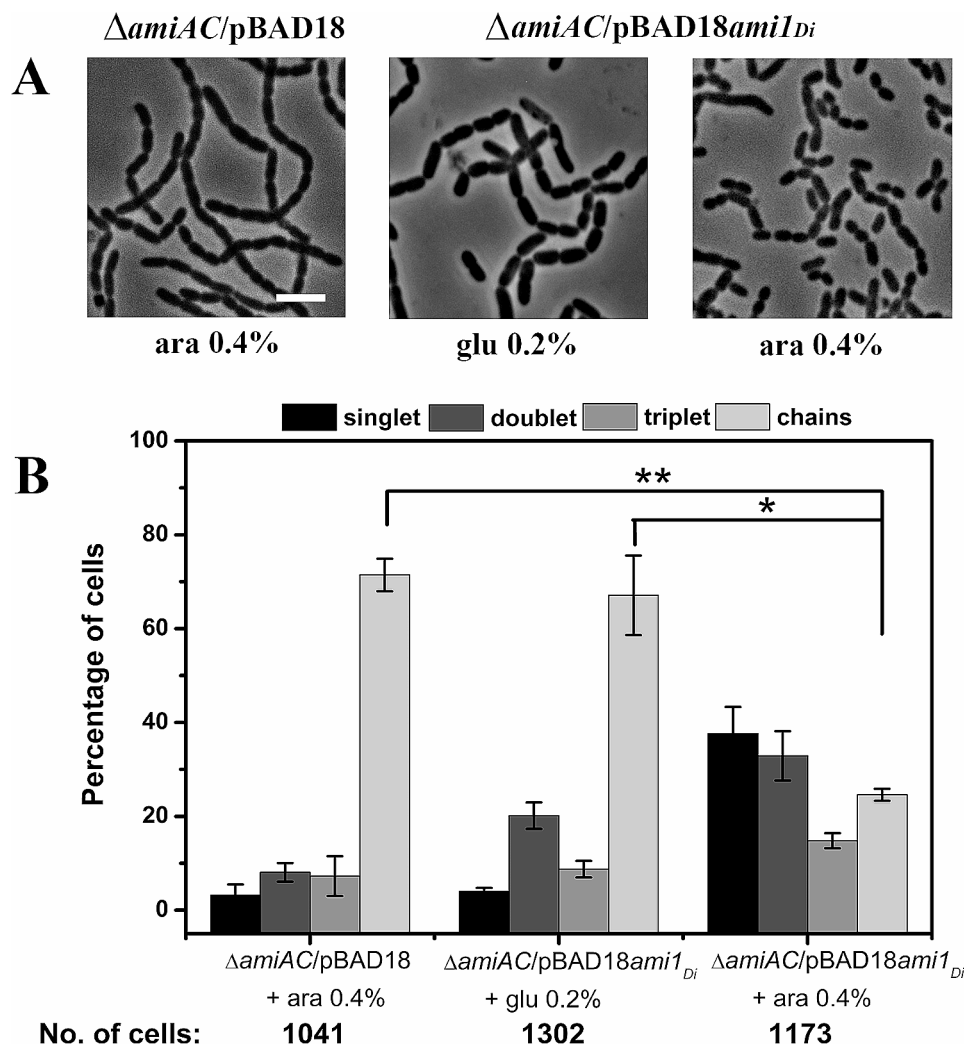 ΔamiAC/pBAD18 ΔamiAC/pBAD18ami1Di
A
ara 0.4% glu 0.2% ara 0.4%
singlet doublet triplet chains
B
100
80
60
40
20
0
Percentage of cells
**
*
ΔamiAC/pBAD18 ΔamiAC/pBAD18ami1Di ΔamiAC/pBAD18ami1Di
+ ara 0.4% + glu 0.2% + ara 0.4%
No. of cells: 1041 1302 1173